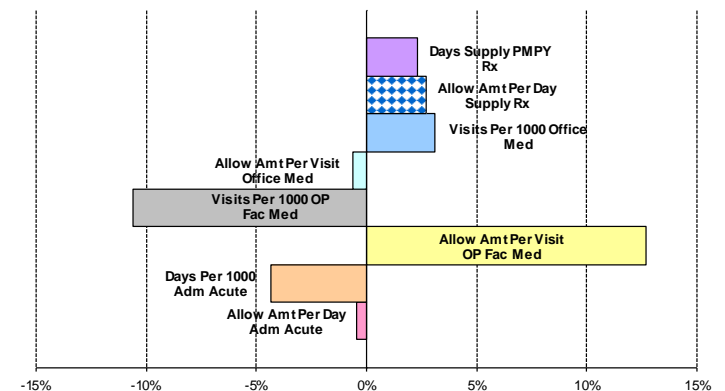 Days Supply PMPY
Rx
Allow Amt Per Day
Supply Rx
Visits Per 1000 Office
Med
Allow Amt Per Visit
Office Med
Visits Per 1000 OP
Fac Med
Allow Amt Per Visit
OP Fac Med
Days Per 1000
Adm Acute
Allow Amt Per Day
Adm Acute
-15% -10% -5% 0% 5% 10% 15%